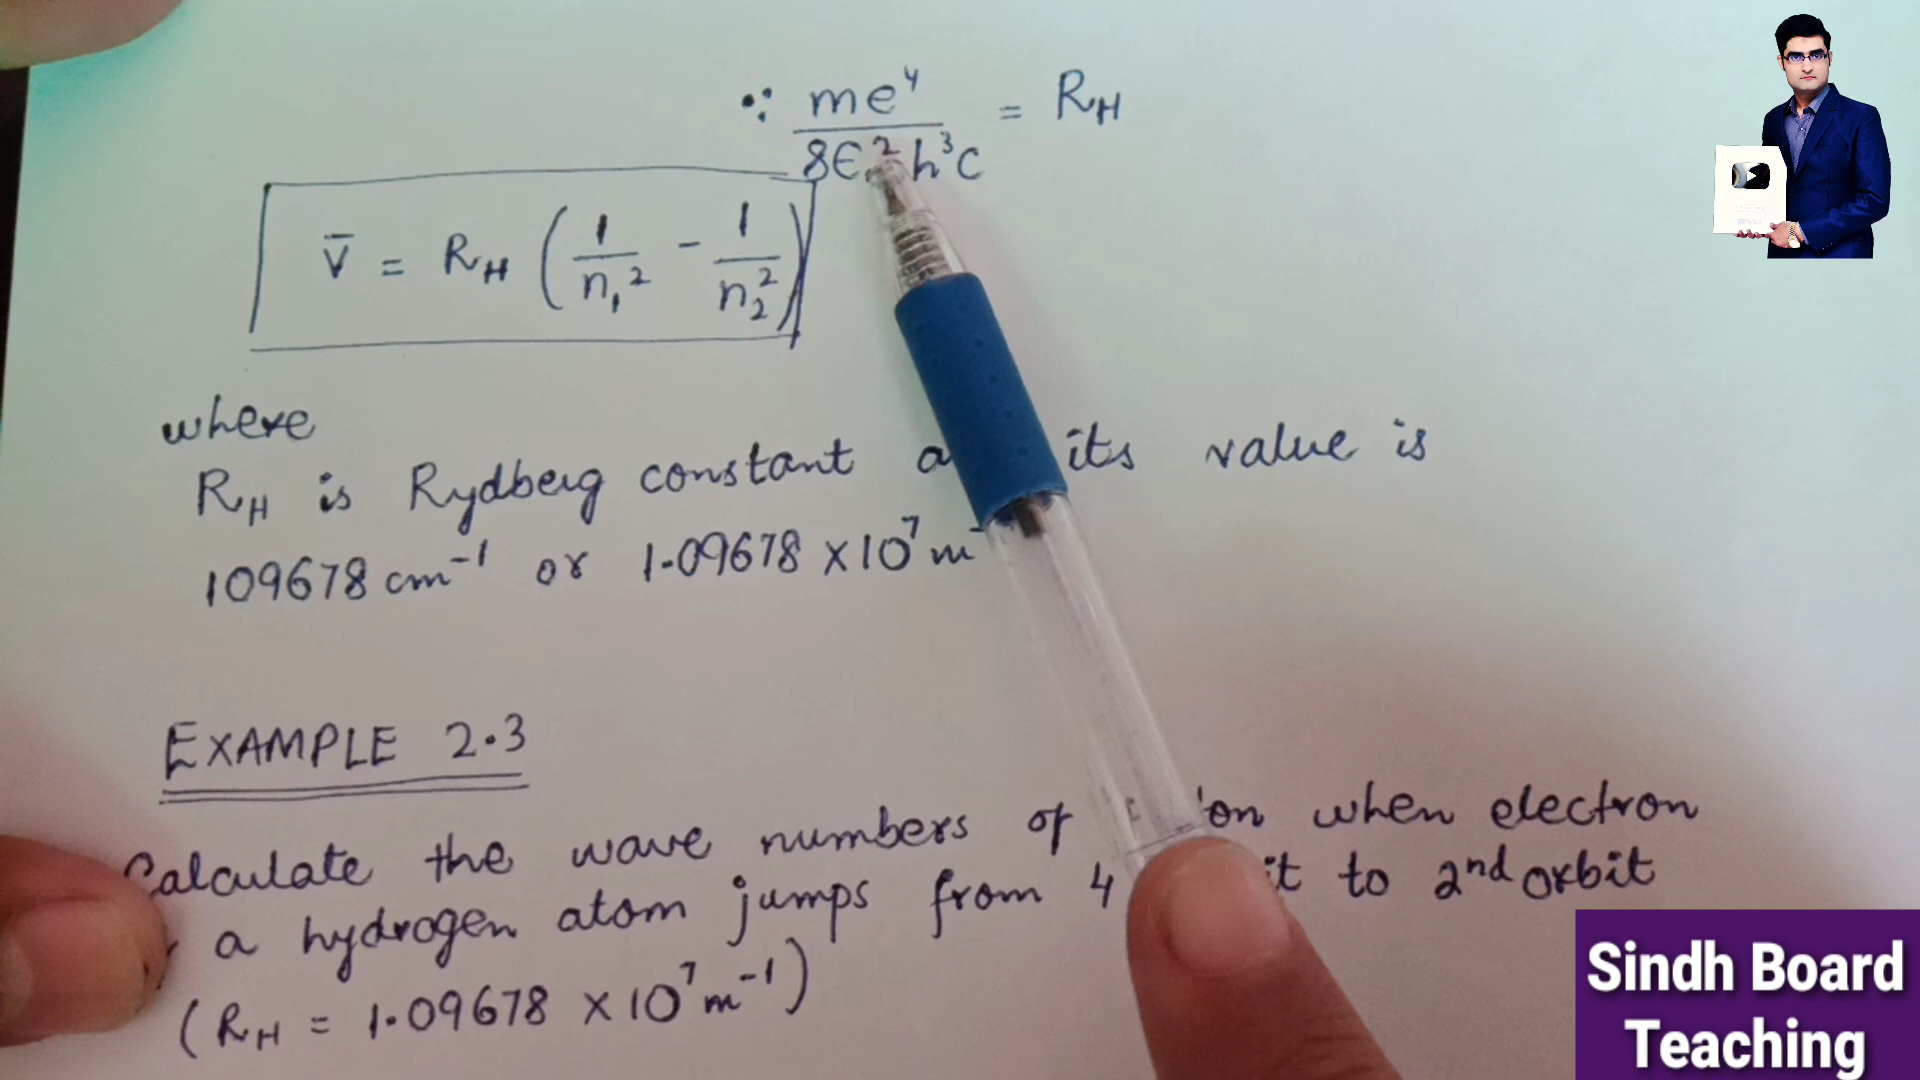 ∵ me⁴ / 8ϵ²h³c = R_H
v̄ = R_H (1/n₁² - 1/n₂²)
where
R_H is Rydberg constant its value is
109678 cm⁻¹ or 1.09678 ×10⁷ m
EXAMPLE 2.3
Calculate the wave numbers of when electron
a hydrogen atom jumps from 4 to 2nd orbit
(R_H = 1.09678 ×10⁷ m⁻¹)
Sindh Board
Teaching